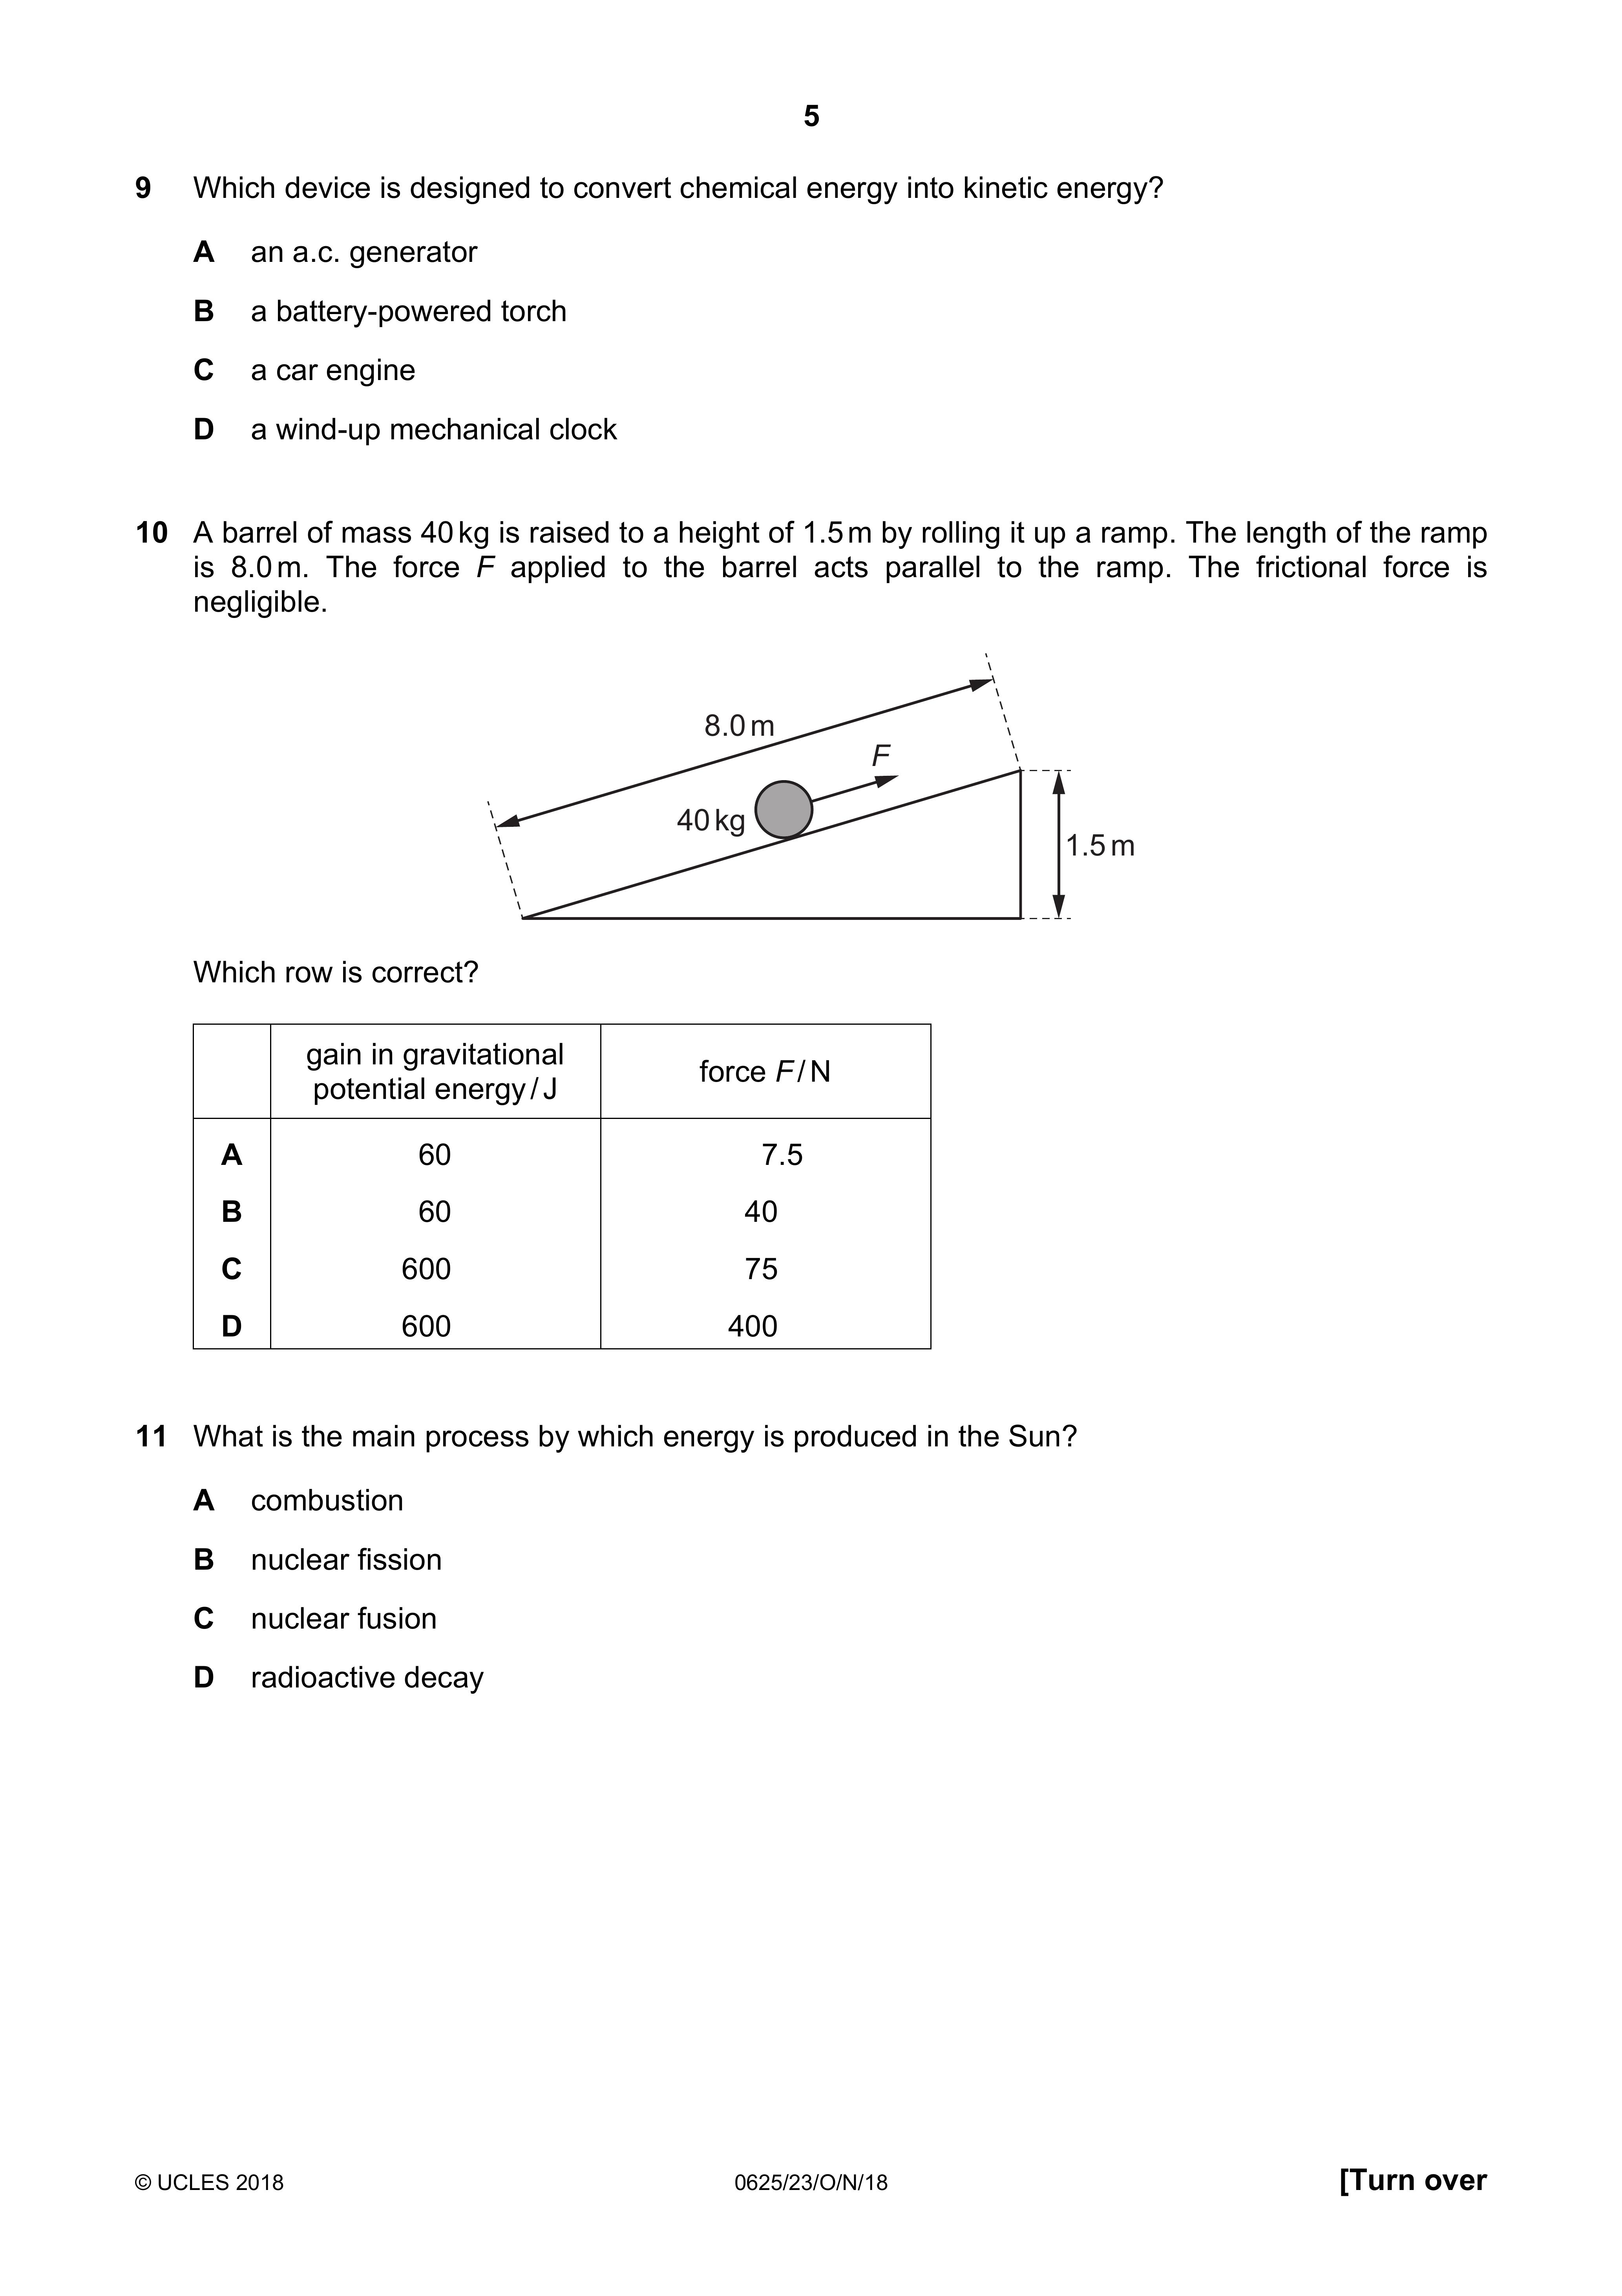 5
9 Which device is designed to convert chemical energy into kinetic energy?
A an a.c. generator
B a battery-powered torch
C a car engine
D a wind-up mechanical clock
10 A barrel of mass 40 kg is raised to a height of 1.5 m by rolling it up a ramp. The length of the ramp
is 8.0 m. The force F applied to the barrel acts parallel to the ramp. The frictional force is
negligible.
8.0 m
F
40 kg
1.5 m
Which row is correct?
gain in gravitational
potential energy / J
force F / N
A 60 7.5
B 60 40
C 600 75
D 600 400
11 What is the main process by which energy is produced in the Sun?
A combustion
B nuclear fission
C nuclear fusion
D radioactive decay
© UCLES 2018 0625/23/O/N/18 [Turn over